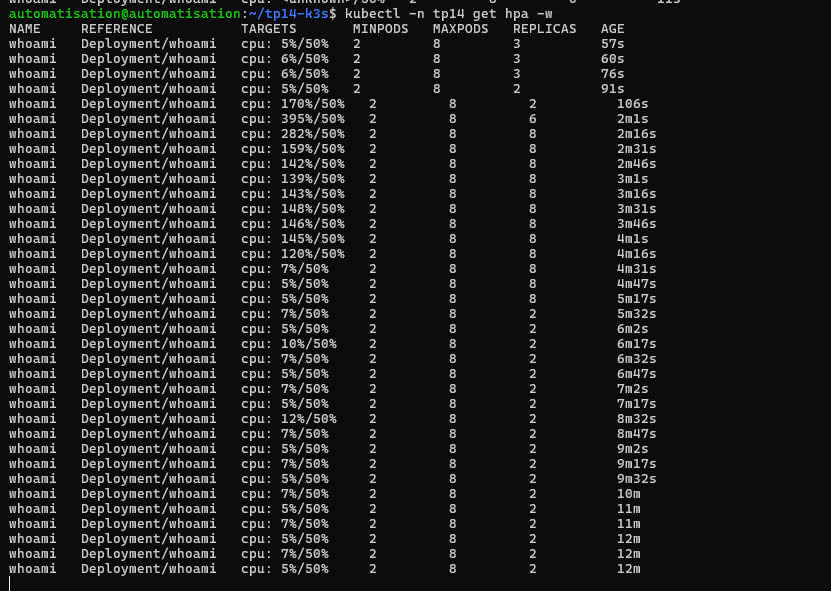 automatisation@automatisation:~/tp14-k3s$ kubectl -n tp14 get hpa -w
NAME     REFERENCE           TARGETS       MINPODS   MAXPODS   REPLICAS   AGE
whoami   Deployment/whoami   cpu: 5%/50%   2         8         3          57s
whoami   Deployment/whoami   cpu: 6%/50%   2         8         3          60s
whoami   Deployment/whoami   cpu: 6%/50%   2         8         3          76s
whoami   Deployment/whoami   cpu: 5%/50%   2         8         2          91s
whoami   Deployment/whoami   cpu: 170%/50%   2         8         2          106s
whoami   Deployment/whoami   cpu: 395%/50%   2         8         6          2m1s
whoami   Deployment/whoami   cpu: 282%/50%   2         8         8          2m16s
whoami   Deployment/whoami   cpu: 159%/50%   2         8         8          2m31s
whoami   Deployment/whoami   cpu: 142%/50%   2         8         8          2m46s
whoami   Deployment/whoami   cpu: 139%/50%   2         8         8          3m1s
whoami   Deployment/whoami   cpu: 143%/50%   2         8         8          3m16s
whoami   Deployment/whoami   cpu: 148%/50%   2         8         8          3m31s
whoami   Deployment/whoami   cpu: 146%/50%   2         8         8          3m46s
whoami   Deployment/whoami   cpu: 145%/50%   2         8         8          4m1s
whoami   Deployment/whoami   cpu: 120%/50%   2         8         8          4m16s
whoami   Deployment/whoami   cpu: 7%/50%     2         8         8          4m31s
whoami   Deployment/whoami   cpu: 5%/50%     2         8         8          4m47s
whoami   Deployment/whoami   cpu: 5%/50%     2         8         8          5m17s
whoami   Deployment/whoami   cpu: 7%/50%     2         8         2          5m32s
whoami   Deployment/whoami   cpu: 5%/50%     2         8         2          6m2s
whoami   Deployment/whoami   cpu: 10%/50%    2         8         2          6m17s
whoami   Deployment/whoami   cpu: 7%/50%     2         8         2          6m32s
whoami   Deployment/whoami   cpu: 5%/50%     2         8         2          6m47s
whoami   Deployment/whoami   cpu: 7%/50%     2         8         2          7m2s
whoami   Deployment/whoami   cpu: 5%/50%     2         8         2          7m17s
whoami   Deployment/whoami   cpu: 12%/50%    2         8         2          8m32s
whoami   Deployment/whoami   cpu: 7%/50%     2         8         2          8m47s
whoami   Deployment/whoami   cpu: 5%/50%     2         8         2          9m2s
whoami   Deployment/whoami   cpu: 7%/50%     2         8         2          9m17s
whoami   Deployment/whoami   cpu: 5%/50%     2         8         2          9m32s
whoami   Deployment/whoami   cpu: 7%/50%     2         8         2          10m
whoami   Deployment/whoami   cpu: 5%/50%     2         8         2          11m
whoami   Deployment/whoami   cpu: 7%/50%     2         8         2          11m
whoami   Deployment/whoami   cpu: 5%/50%     2         8         2          12m
whoami   Deployment/whoami   cpu: 7%/50%     2         8         2          12m
whoami   Deployment/whoami   cpu: 5%/50%     2         8         2          12m